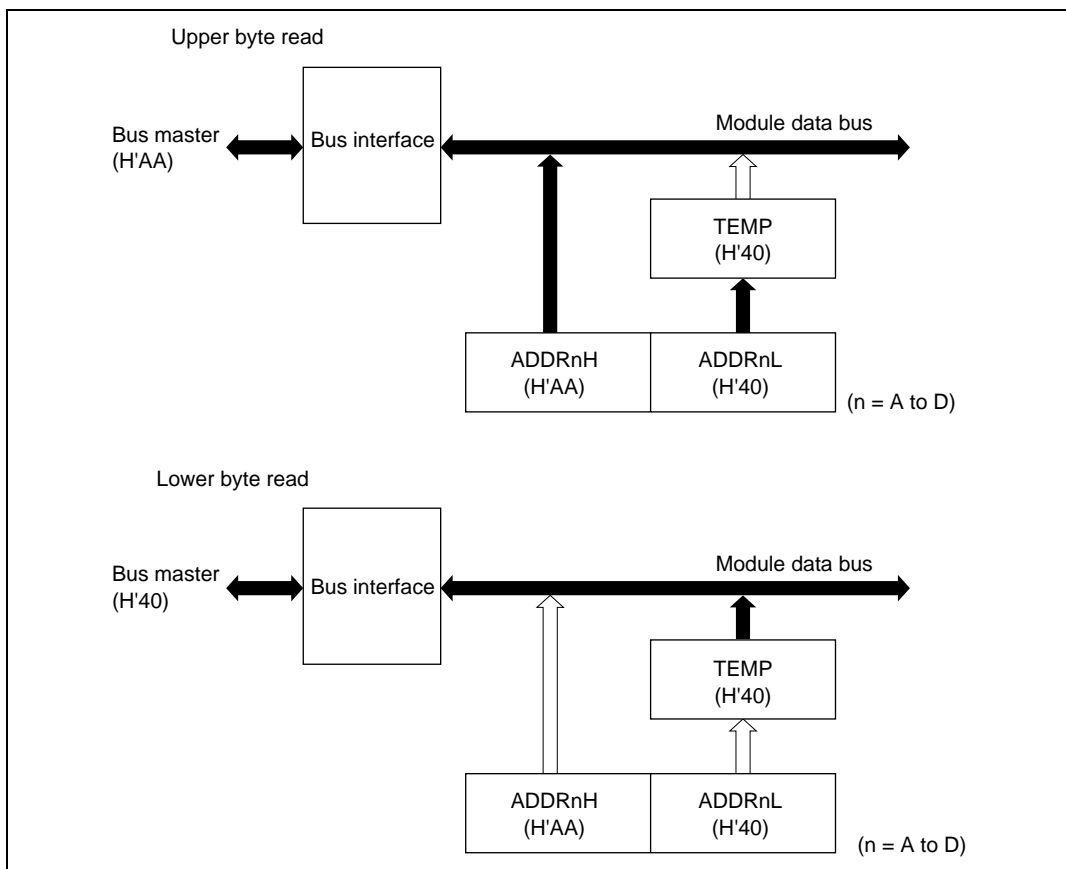 Upper byte read
Bus master
(H'AA)
Bus interface
Module data bus
TEMP
(H'40)
ADDRnH
(H'AA)
ADDRnL
(H'40)
(n = A to D)
Lower byte read
Bus master
(H'40)
Bus interface
Module data bus
TEMP
(H'40)
ADDRnH
(H'AA)
ADDRnL
(H'40)
(n = A to D)